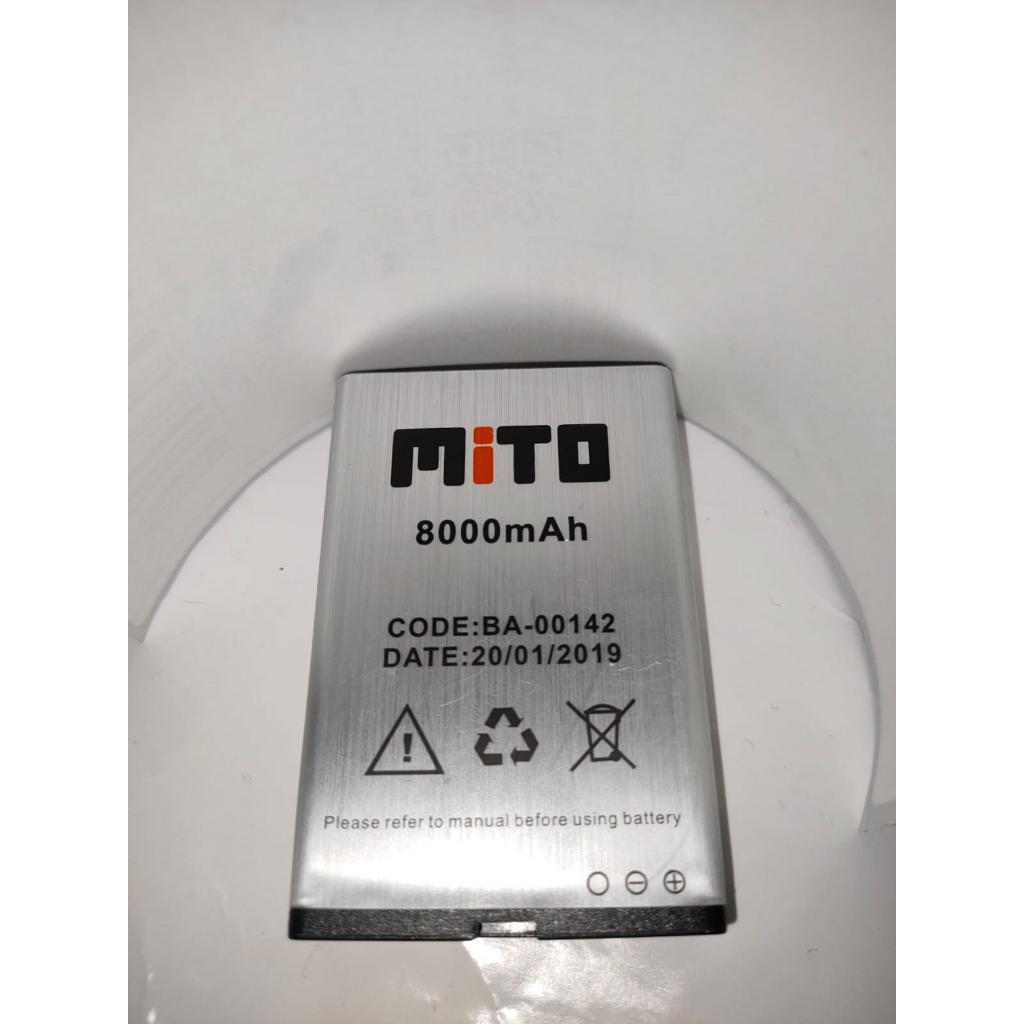 MiTO
8000mAh
CODE:BA-00142
DATE:20/01/2019
Please refer to manual before using battery